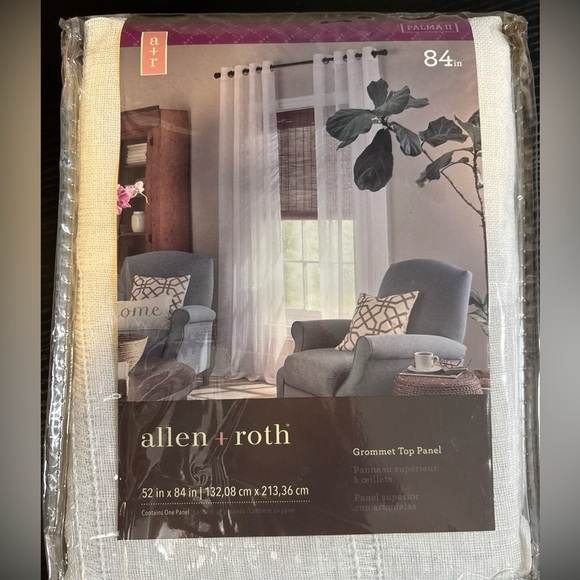 a+r
[PALMA II]
84in
ome
allen + roth®
52 in x 84 in | 132,08 cm x 213,36 cm
Contains One Panel
Grommet Top Panel
Panneau supérieur
à œillets
Panel superior
con arandelas